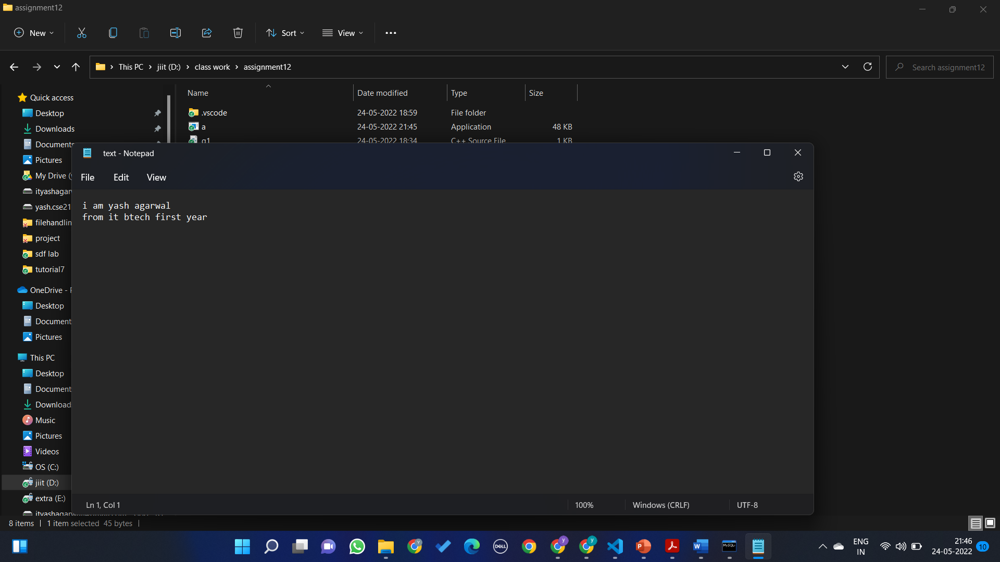 assignment12
New
Sort
View
This PC
jiit (D:)
class work
assignment12
Search assignment12
Name
Date modified
Type
Size
.vscode
24-05-2022 18:59
File folder
a
24-05-2022 21:45
Application
48 KB
q1
24-05-2022 18:34
C++ Source File
1 KB
Quick access
Desktop
Downloads
Documents
Pictures
My Drive (
ityashagar
yash.cse21
filehandlin
project
sdf lab
tutorial7
OneDrive -
Desktop
Document
Pictures
This PC
Desktop
Document
Download
Music
Pictures
Videos
OS (C:)
jiit (D:)
extra (E:)
text - Notepad
File
Edit
View
i am yash agarwal
from it btech first year
Ln 1, Col 1
100%
Windows (CRLF)
UTF-8
8 items
1 item selected 45 bytes
DELL
MySQL
ENG
IN
21:46
24-05-2022
10